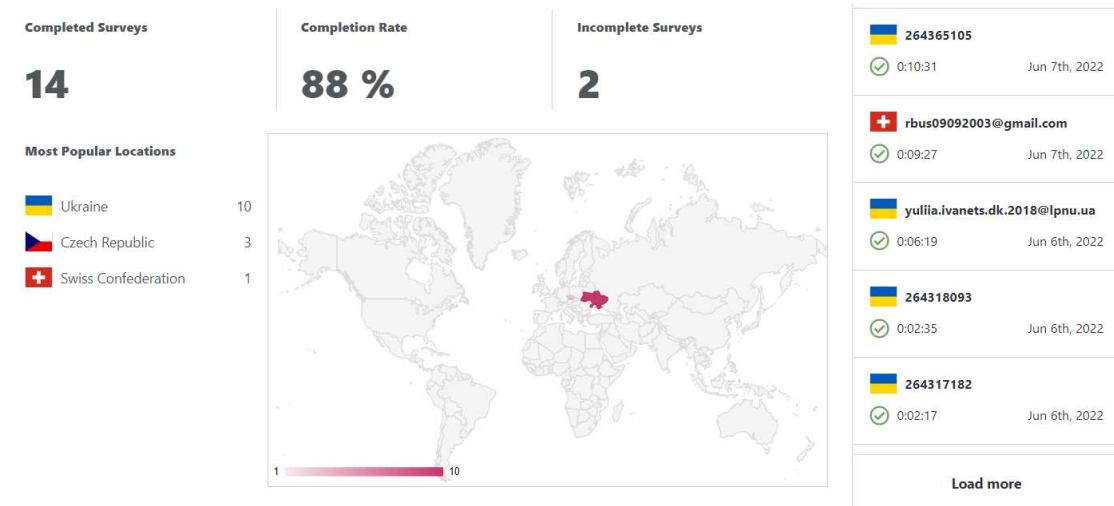 Completed Surveys
14
Completion Rate
88 %
Incomplete Surveys
2
Most Popular Locations
Ukraine 10
Czech Republic 3
Swiss Confederation 1
1 10
264365105
0:10:31 Jun 7th, 2022
rbus09092003@gmail.com
0:09:27 Jun 7th, 2022
yuliia.ivanets.dk.2018@lpnu.ua
0:06:19 Jun 6th, 2022
264318093
0:02:35 Jun 6th, 2022
264317182
0:02:17 Jun 6th, 2022
Load more